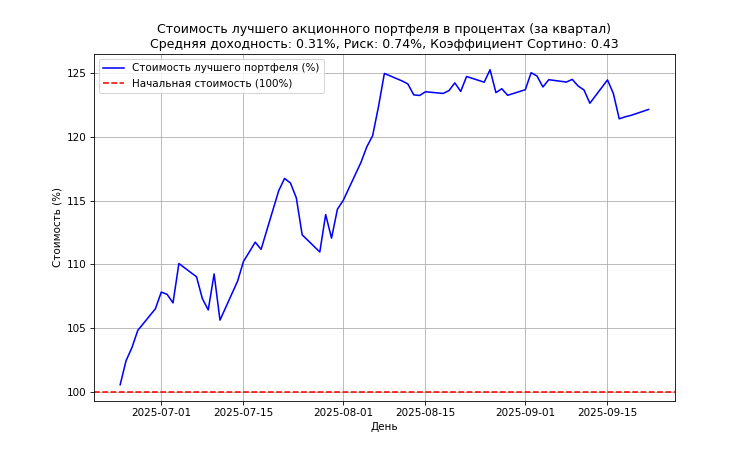 Стоимость лучшего акционного портфеля в процентах (за квартал)
Средняя доходность: 0.31%, Риск: 0.74%, Коэффициент Сортино: 0.43
Стоимость лучшего портфеля (%)
Начальная стоимость (100%)
Стоимость (%)
125
120
115
110
105
100
2025-07-01
2025-07-15
2025-08-01
2025-08-15
2025-09-01
2025-09-15
День